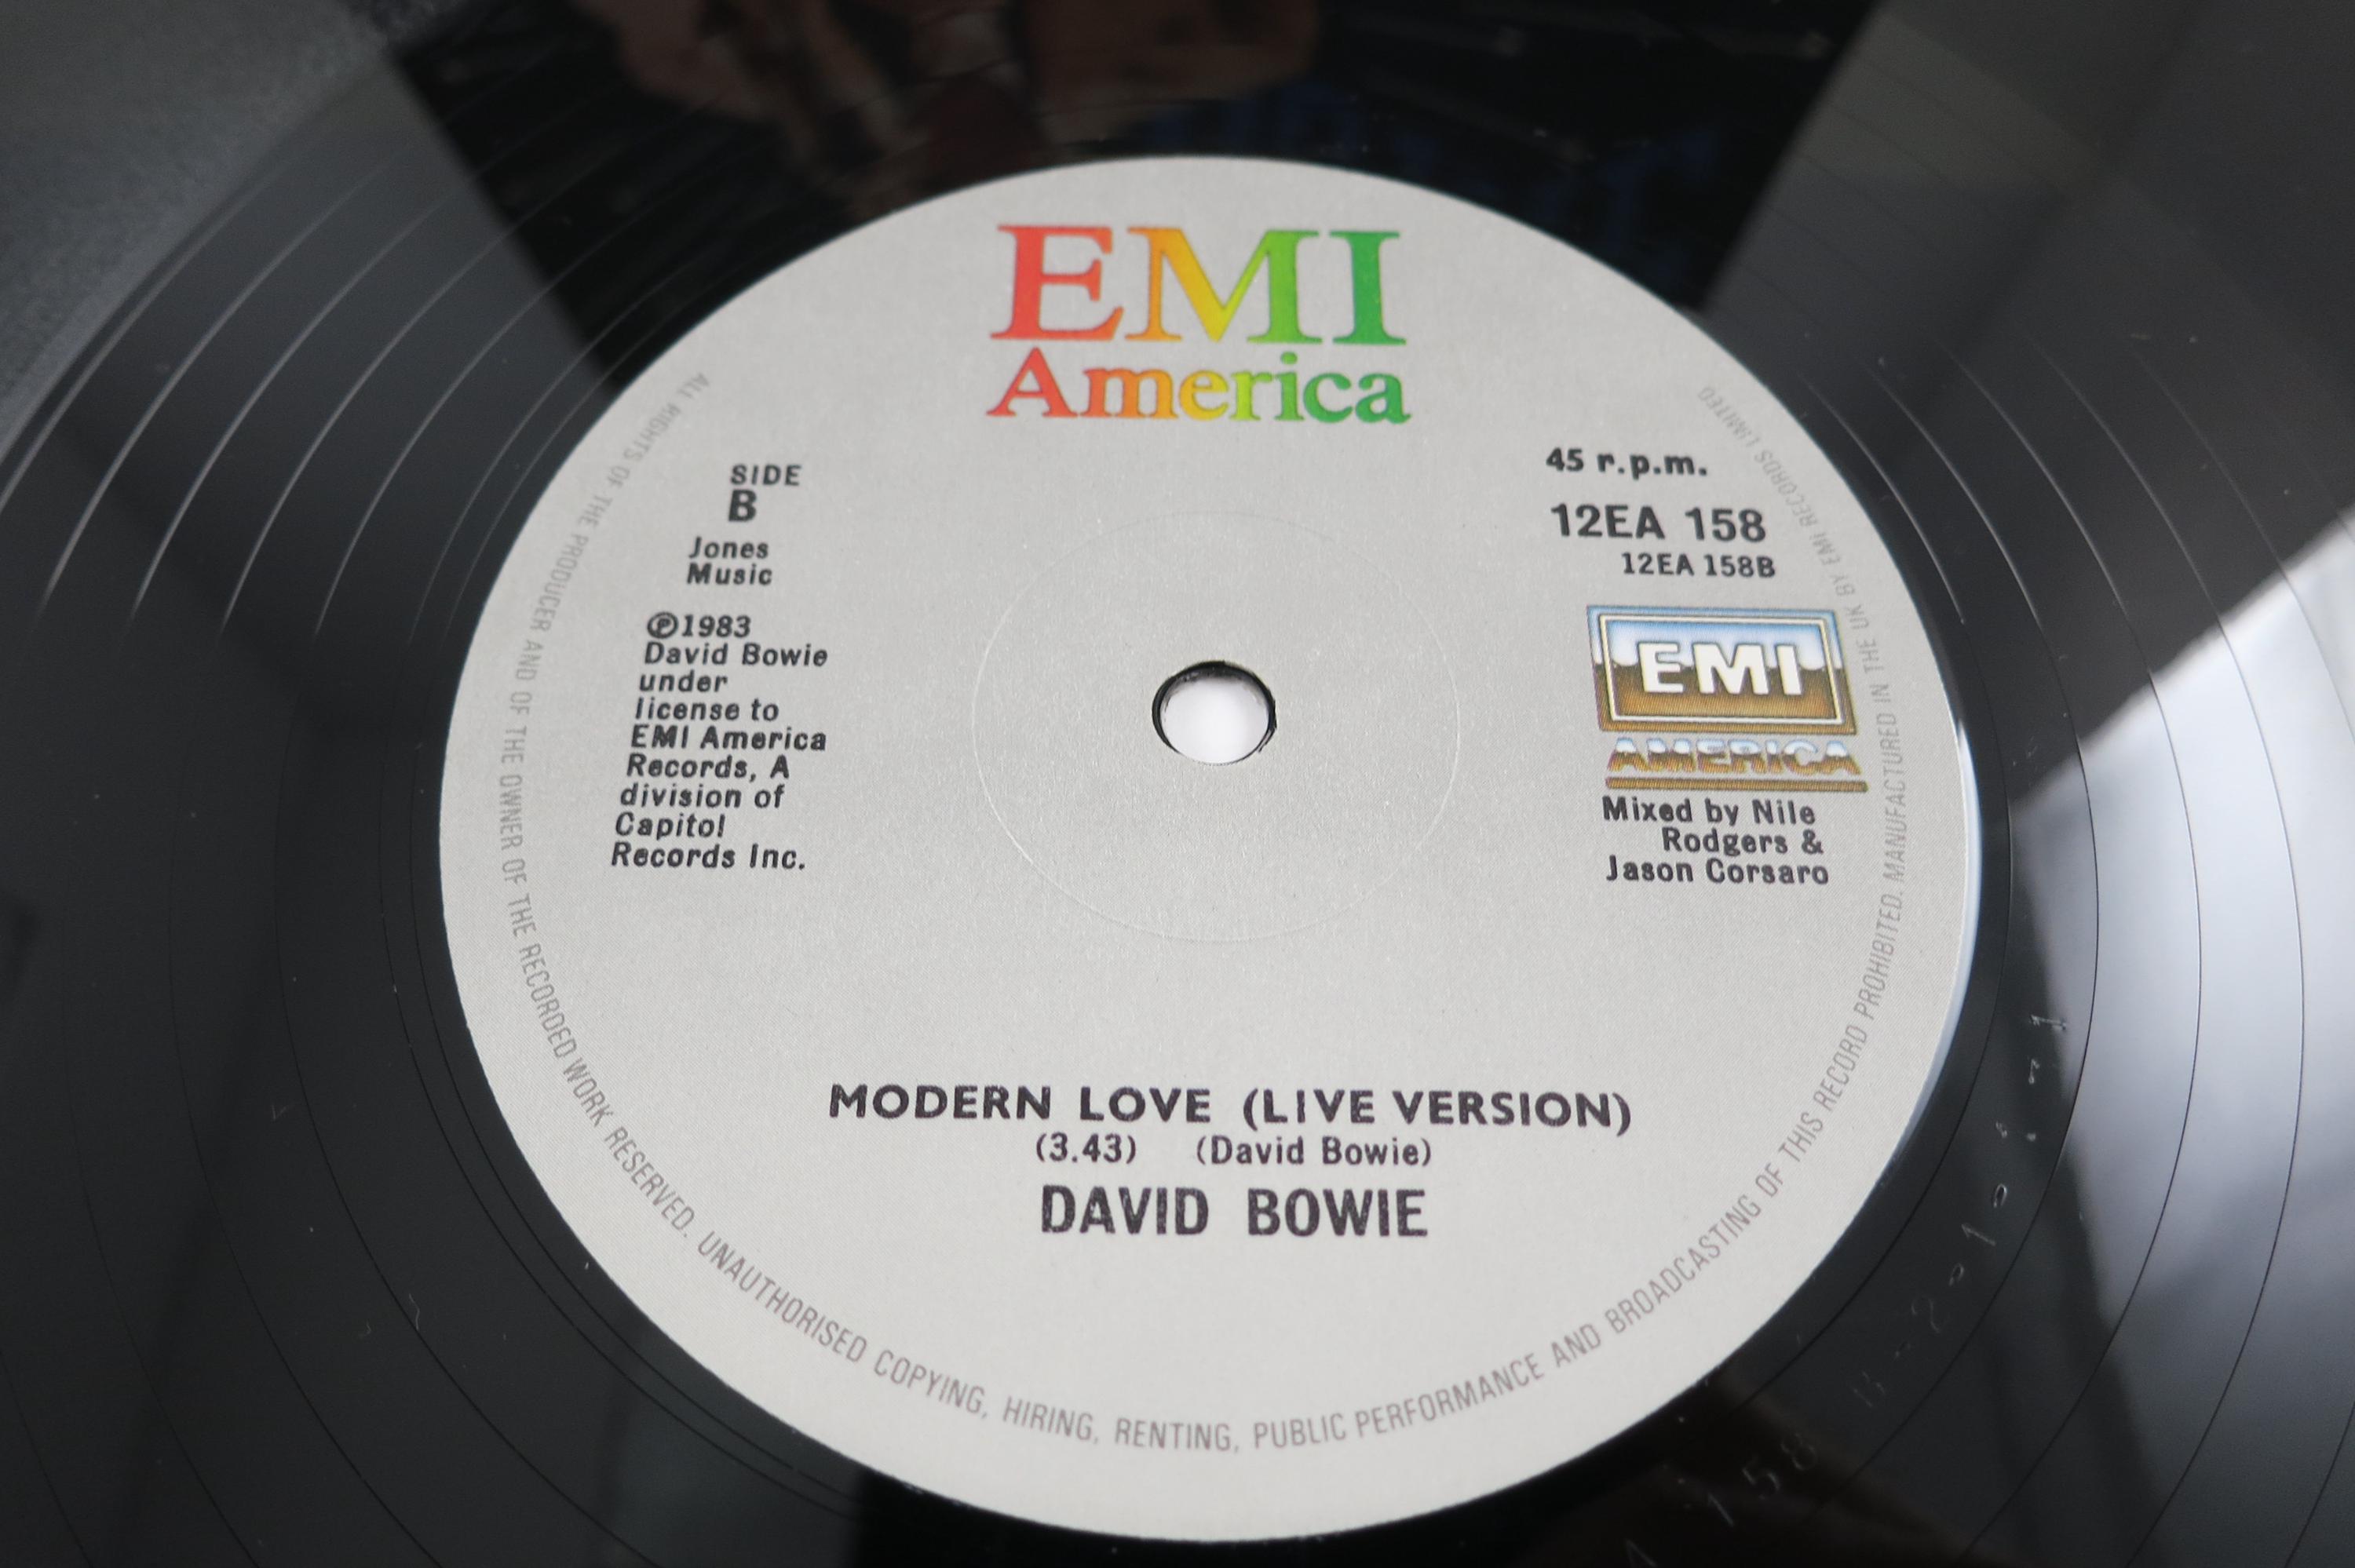 EMI
America
SIDE
B
Jones
Music
Ⓟ1983
David Bowie
under
license to
EMI America
Records, A
division of
Capitol
Records Inc.
45 r.p.m.
12EA 158
12EA 158B
EMI
AMERICA
Mixed by Nile
Rodgers &
Jason Corsaro
MODERN LOVE (LIVE VERSION)
(3.43) (David Bowie)
DAVID BOWIE
ALL RIGHTS OF THE PRODUCER AND OF THE OWNER OF THE RECORDED WORK RESERVED. UNAUTHORISED COPYING, HIRING, RENTING, PUBLIC PERFORMANCE AND BROADCASTING OF THIS RECORD PROHIBITED. MANUFACTURED IN THE UK BY EMI RECORDS LIMITED